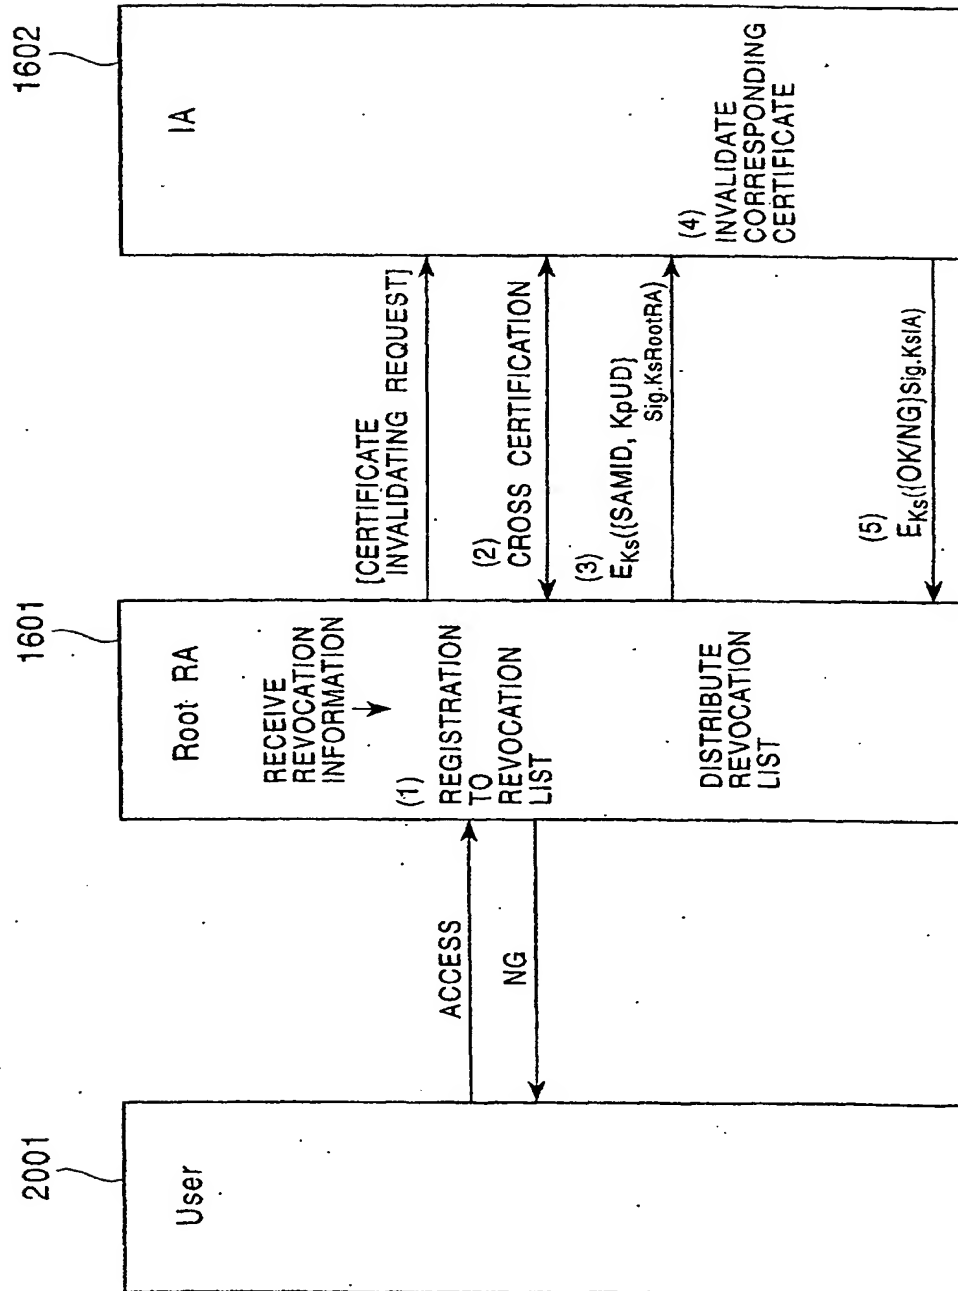 2001
User
1601
Root RA
1602
IA
RECEIVE
REVOCATION
INFORMATION
(1)
REGISTRATION
TO
REVOCATION
LIST
ACCESS
NG
[CERTIFICATE
INVALIDATING REQUEST]
(2)
CROSS CERTIFICATION
(3)
EKs({SAMID, KpUD}
Sig.KsRootRA)
(4)
INVALIDATE
CORRESPONDING
CERTIFICATE
DISTRIBUTE
REVOCATION
LIST
(5)
EKs({OK/NG}Sig.KsIA)